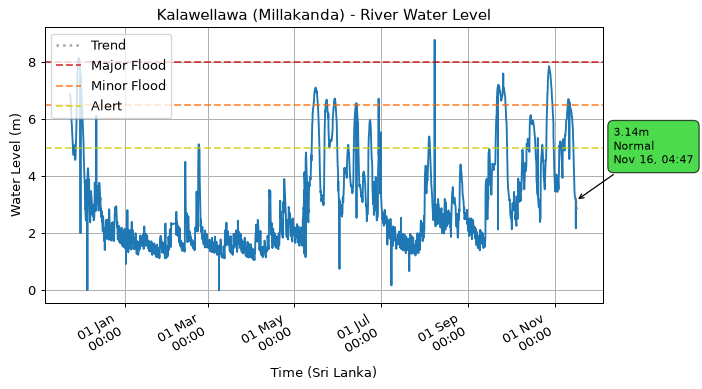 Kalawellawa (Millakanda) - River Water Level
Trend
Major Flood
Minor Flood
Alert
Water Level (m)
8
6
4
2
0
3.14m
Normal
Nov 16, 04:47
01 Jan
00:00
01 Mar
00:00
01 May
00:00
01 Jul
00:00
01 Sep
00:00
01 Nov
00:00
Time (Sri Lanka)